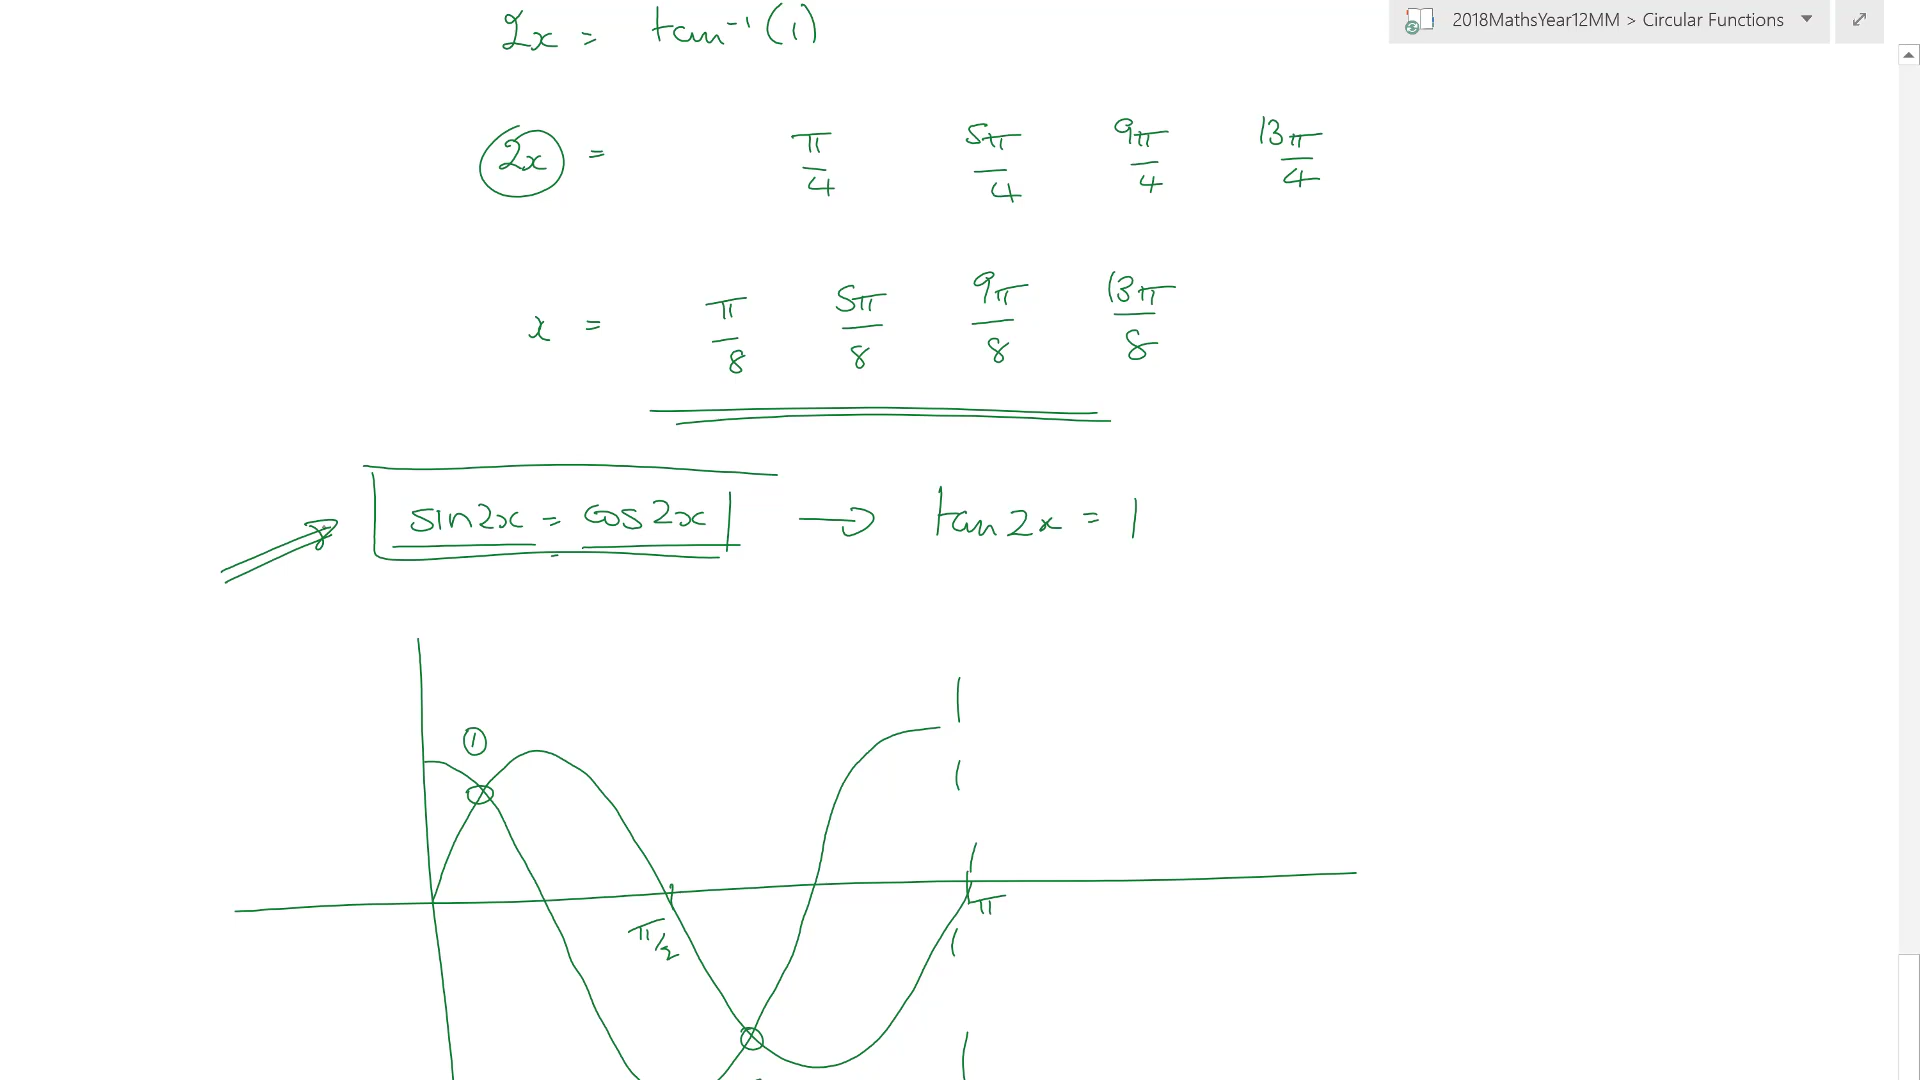 2018MathsYear12MM > Circular Functions
2x = tan⁻¹(1)
2x = π/4 5π/4 9π/4 13π/4
x = π/8 5π/8 9π/8 13π/8
sin2x = cos2x → tan2x = 1
①
π/2 π